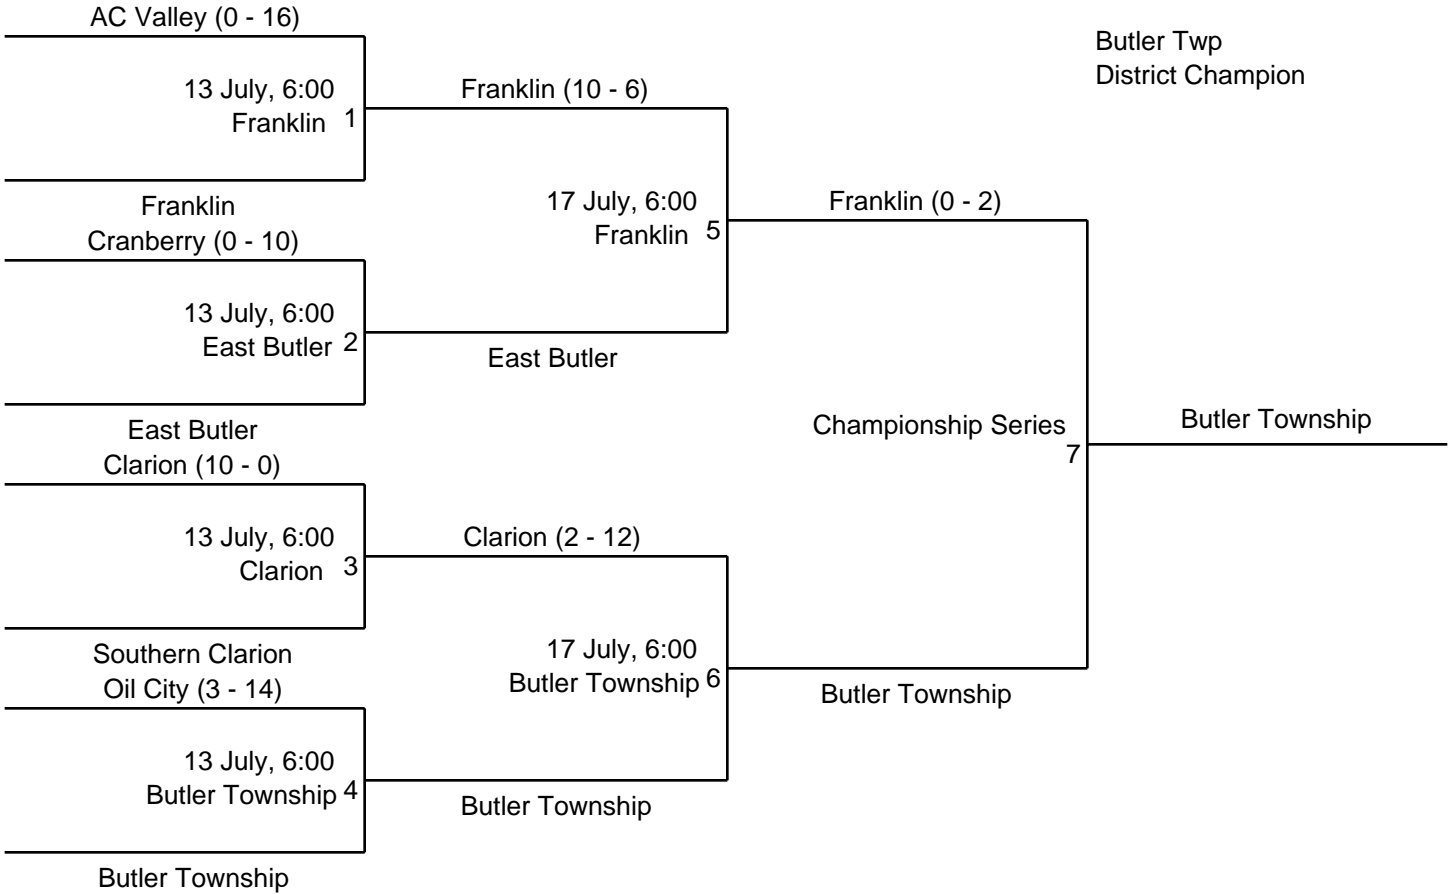 AC Valley (0 - 16)
Butler Twp
District Champion
13 July, 6:00
Franklin 1
Franklin (10 - 6)
Franklin
Cranberry (0 - 10)
17 July, 6:00
Franklin 5
Franklin (0 - 2)
13 July, 6:00
East Butler 2
East Butler
East Butler
Clarion (10 - 0)
Championship Series
7
Butler Township
13 July, 6:00
Clarion 3
Clarion (2 - 12)
Southern Clarion
Oil City (3 - 14)
17 July, 6:00
Butler Township 6
Butler Township
13 July, 6:00
Butler Township 4
Butler Township
Butler Township